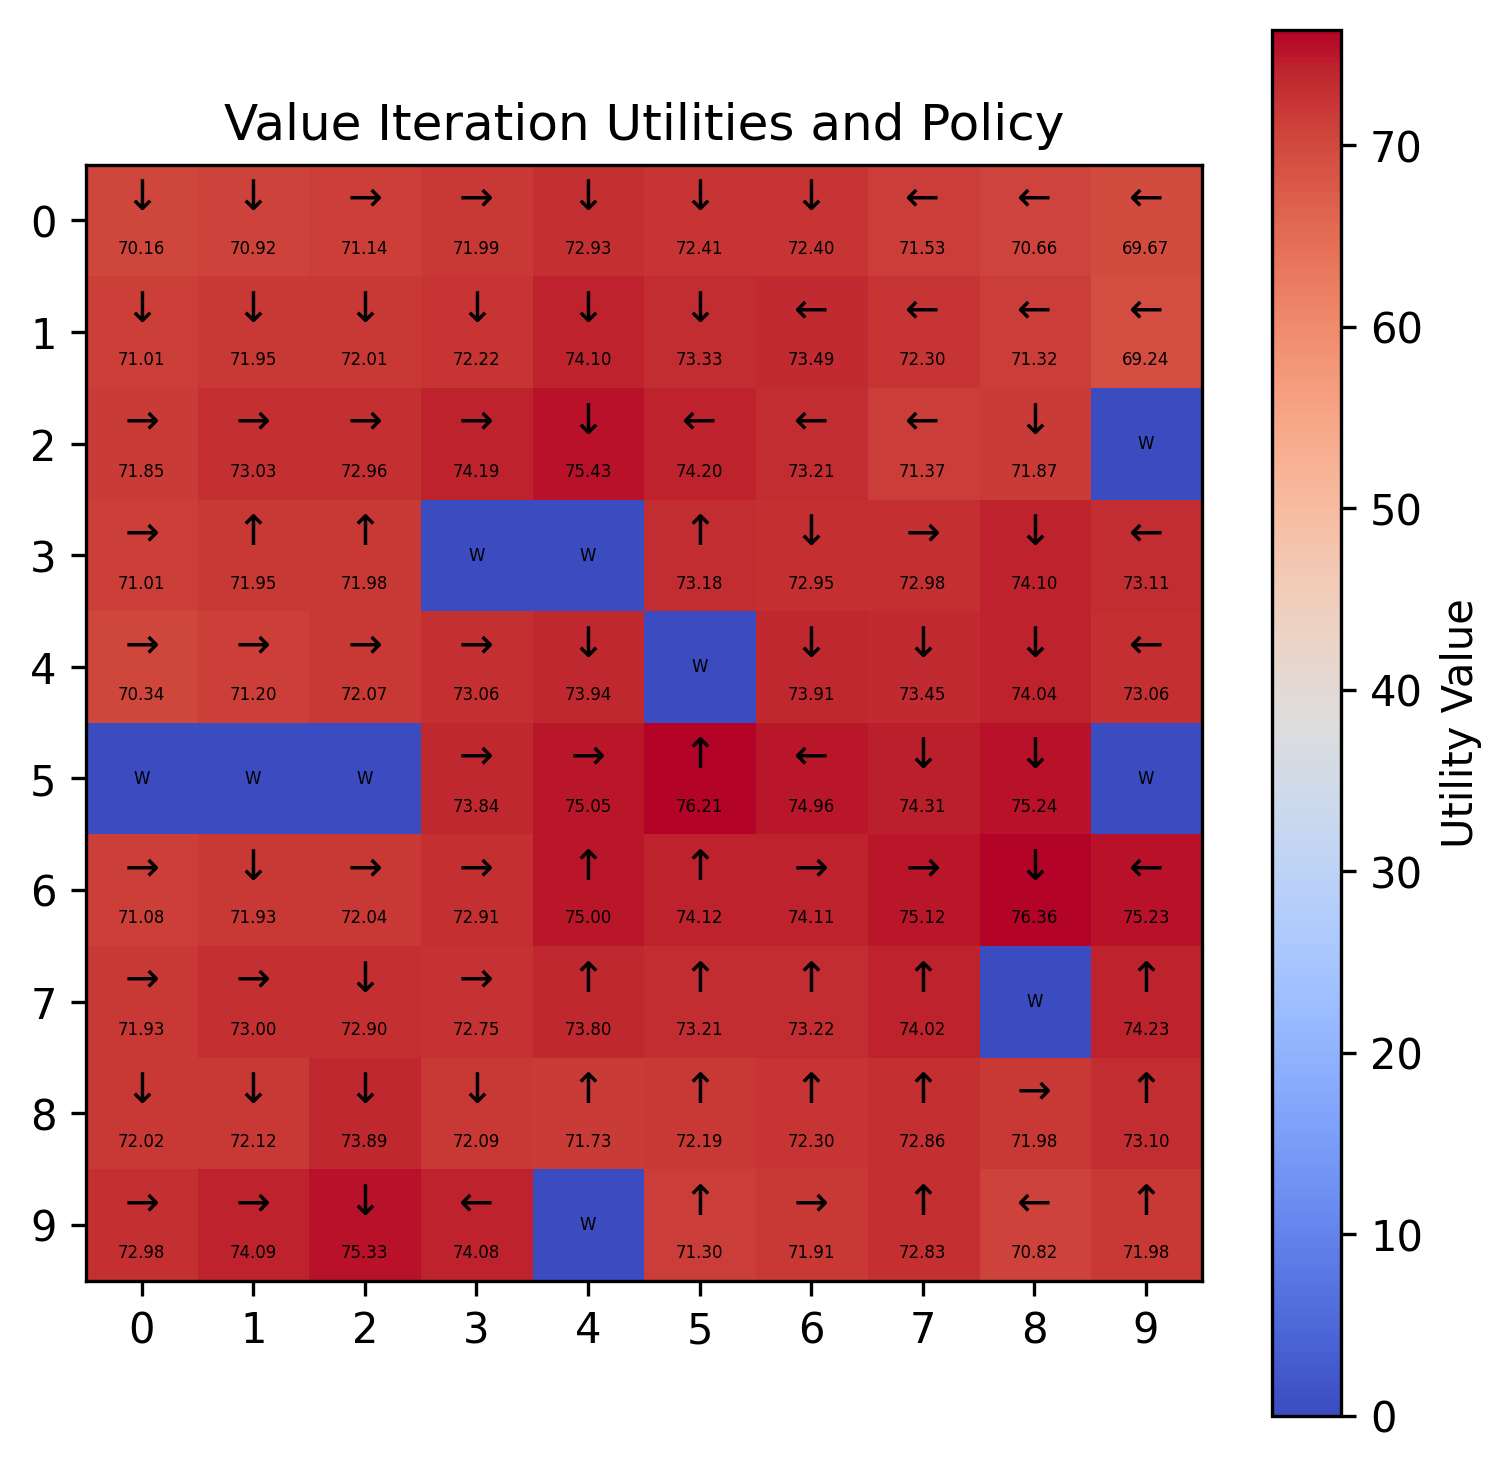 Value Iteration Utilities and Policy
0 ↓ ↓ → → ↓ ↓ ↓ ← ← ←
70.16 70.92 71.14 71.99 72.93 72.41 72.40 71.53 70.66 69.67
1 ↓ ↓ ↓ ↓ ↓ ↓ ← ← ← ←
71.01 71.95 72.01 72.22 74.10 73.33 73.49 72.30 71.32 69.24
2 → → → → ↓ ← ← ← ↓ W
71.85 73.03 72.96 74.19 75.43 74.20 73.21 71.37 71.87
3 → ↑ ↑ W W ↑ ↓ → ↓ ←
71.01 71.95 71.98 73.18 72.95 72.98 74.10 73.11
4 → → → → ↓ W ↓ ↓ ↓ ←
70.34 71.20 72.07 73.06 73.94 73.91 73.45 74.04 73.06
5 W W W → → ↑ ← ↓ ↓ W
73.84 75.05 76.21 74.96 74.31 75.24
6 → ↓ → → ↑ ↑ → → ↓ ←
71.08 71.93 72.04 72.91 75.00 74.12 74.11 75.12 76.36 75.23
7 → → ↓ → ↑ ↑ ↑ ↑ W ↑
71.93 73.00 72.90 72.75 73.80 73.21 73.22 74.02 74.23
8 ↓ ↓ ↓ ↓ ↑ ↑ ↑ ↑ → ↑
72.02 72.12 73.89 72.09 71.73 72.19 72.30 72.86 71.98 73.10
9 → → ↓ ← W ↑ → ↑ ← ↑
72.98 74.09 75.33 74.08 71.30 71.91 72.83 70.82 71.98
0 1 2 3 4 5 6 7 8 9
70
60
50
40
30
20
10
0
Utility Value